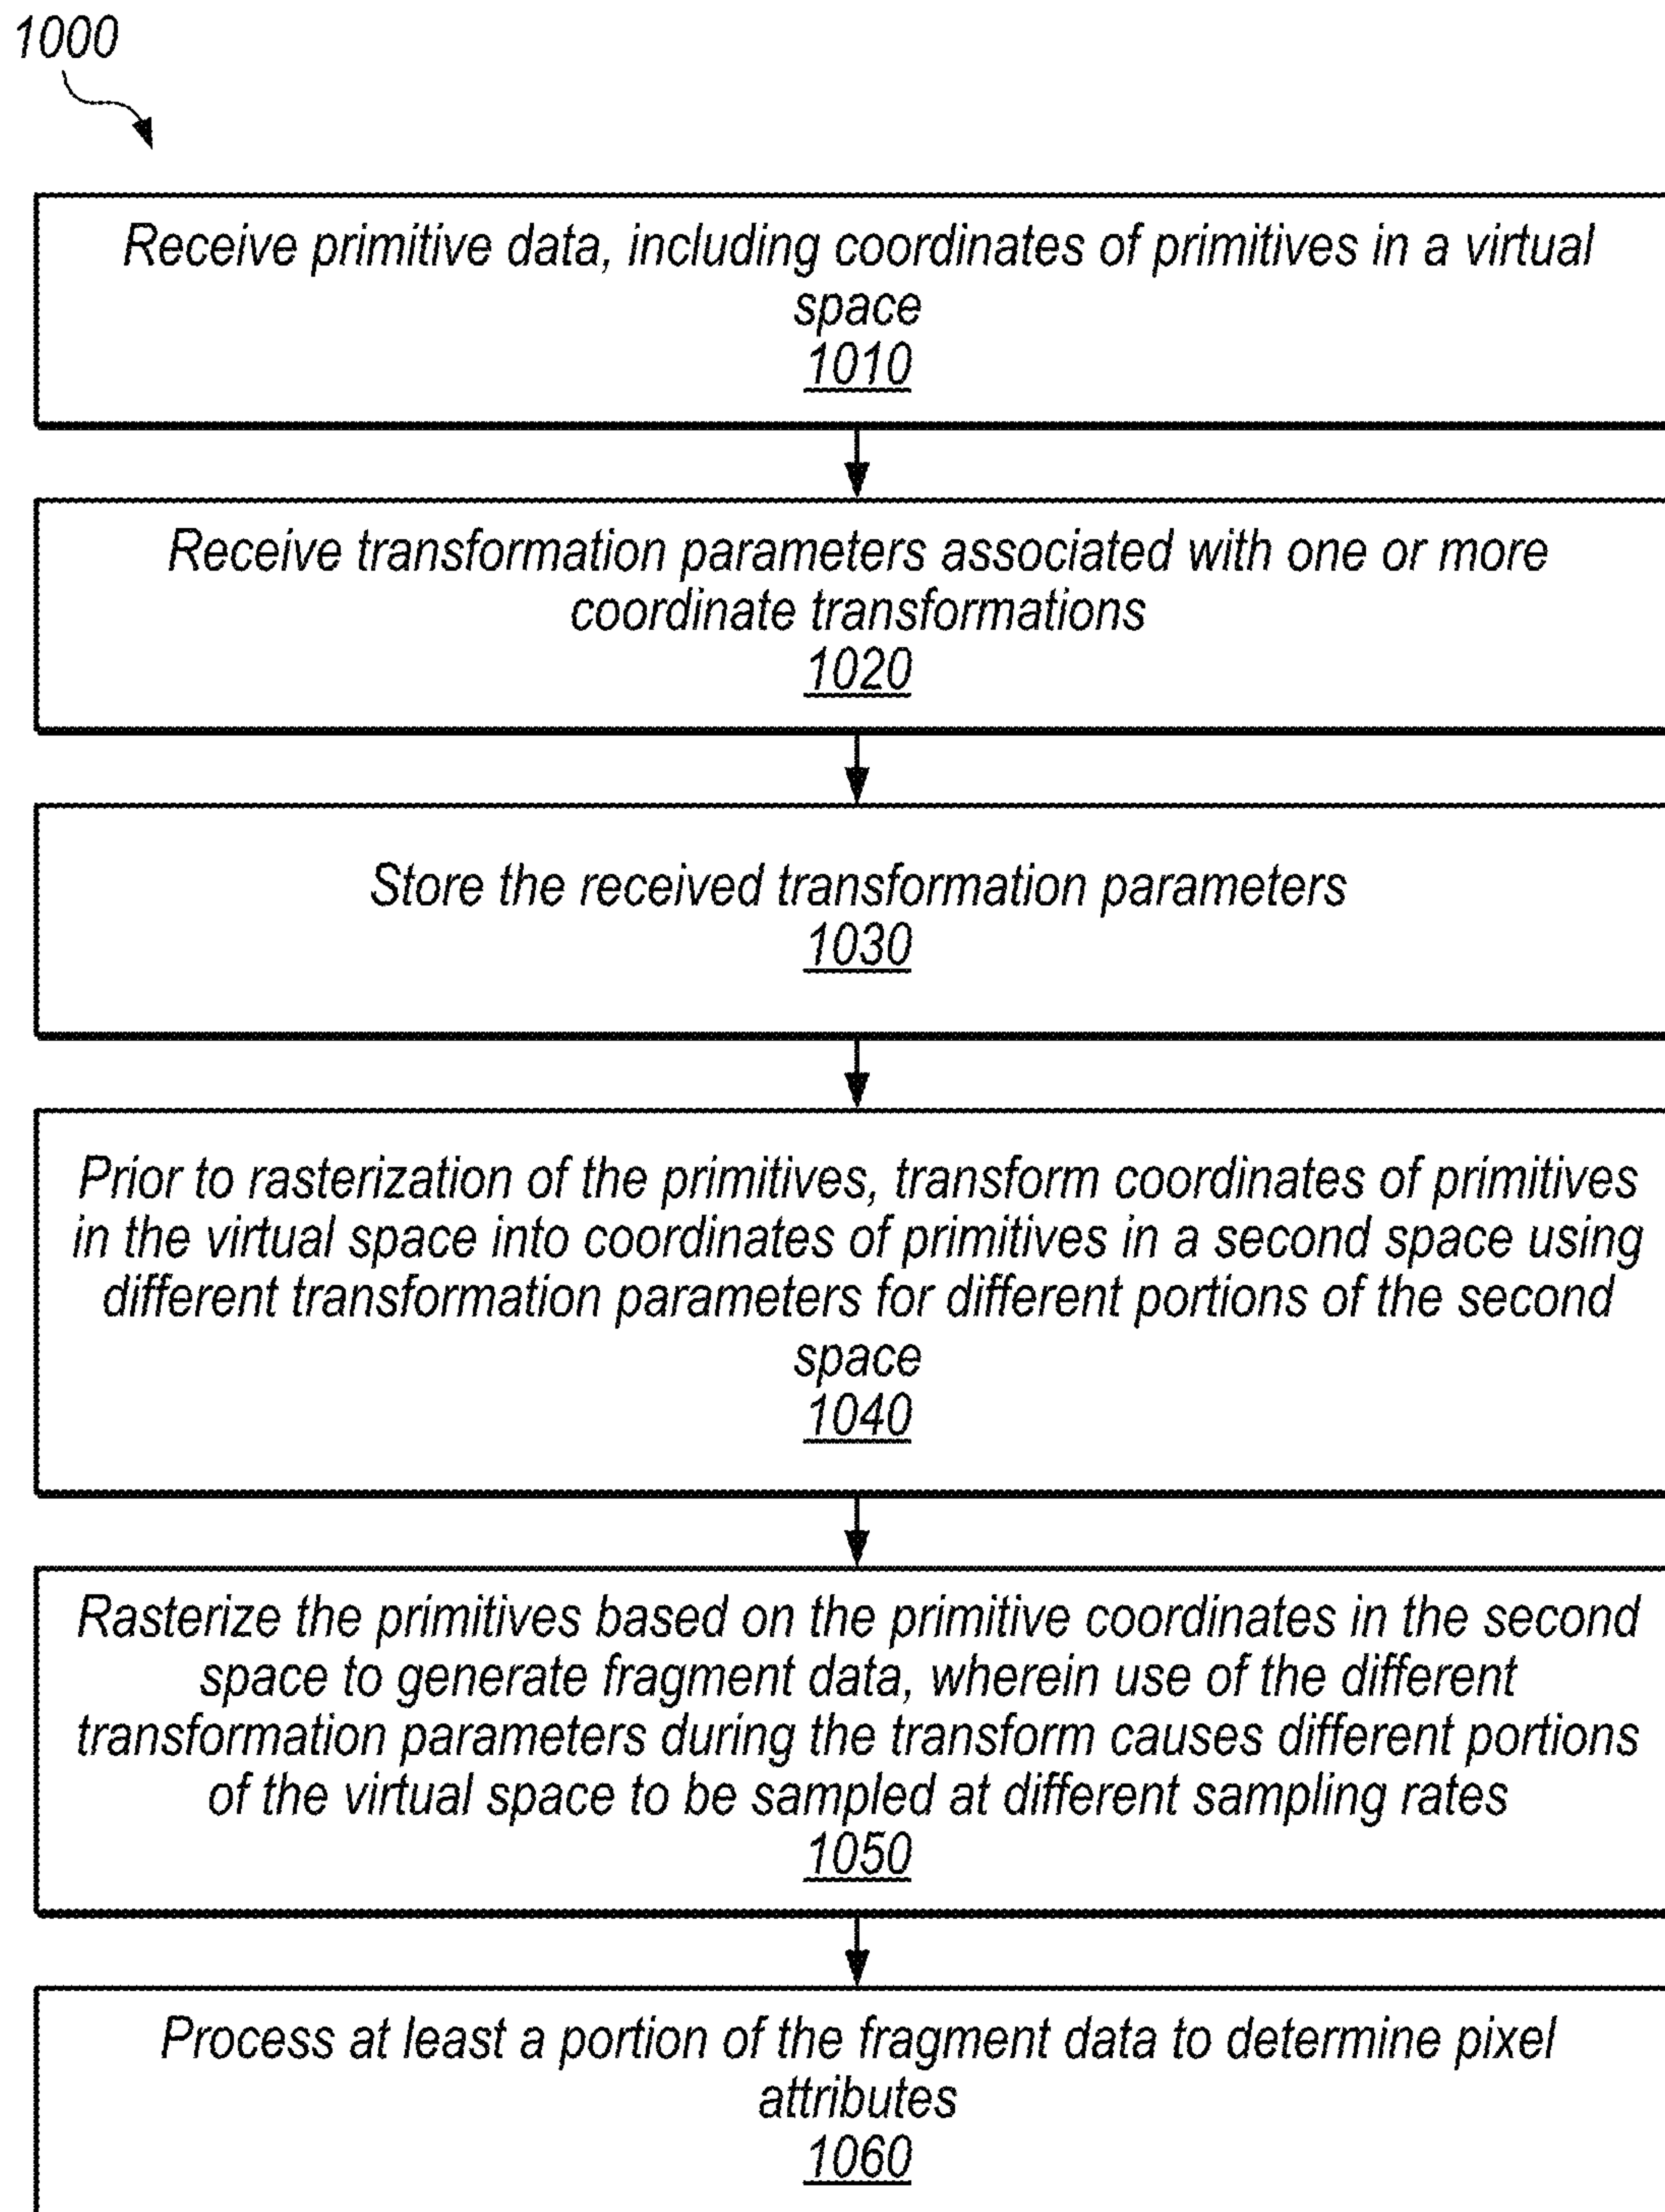 1000
Receive primitive data, including coordinates of primitives in a virtual
space
1010
Receive transformation parameters associated with one or more
coordinate transformations
1020
Store the received transformation parameters
1030
Prior to rasterization of the primitives, transform coordinates of primitives
in the virtual space into coordinates of primitives in a second space using
different transformation parameters for different portions of the second
space
1040
Rasterize the primitives based on the primitive coordinates in the second
space to generate fragment data, wherein use of the different
transformation parameters during the transform causes different portions
of the virtual space to be sampled at different sampling rates
1050
Process at least a portion of the fragment data to determine pixel
attributes
1060